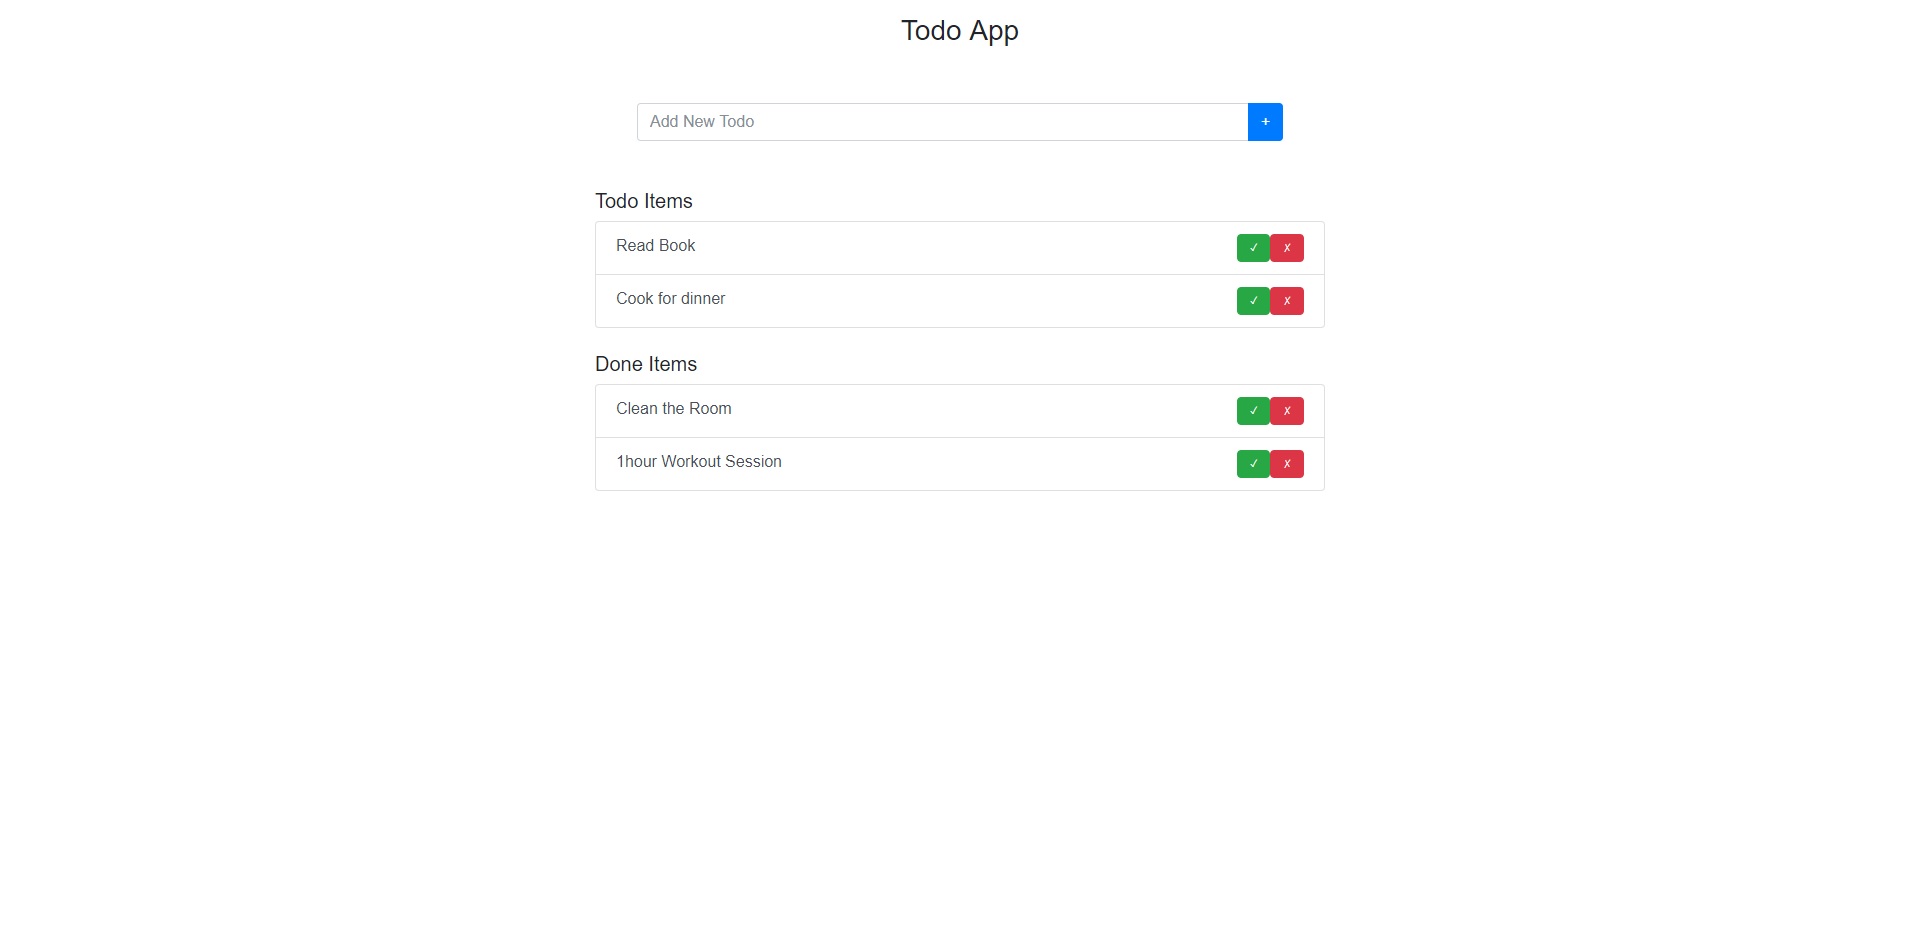 Todo App
Add New Todo +
Todo Items
Read Book ✓ ✗
Cook for dinner ✓ ✗
Done Items
Clean the Room ✓ ✗
1hour Workout Session ✓ ✗